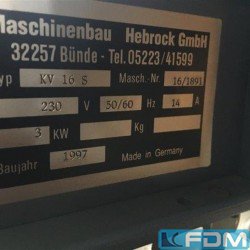 Maschinenbau Hebrock GmbH
32257 Bünde - Tel. 05223/41599
yp KV 16 S Masch.-Nr. 16/1891
230 V 50/60 Hz 14 A
3 KW Kg
Baujahr 1997 Made in Germany
FDM